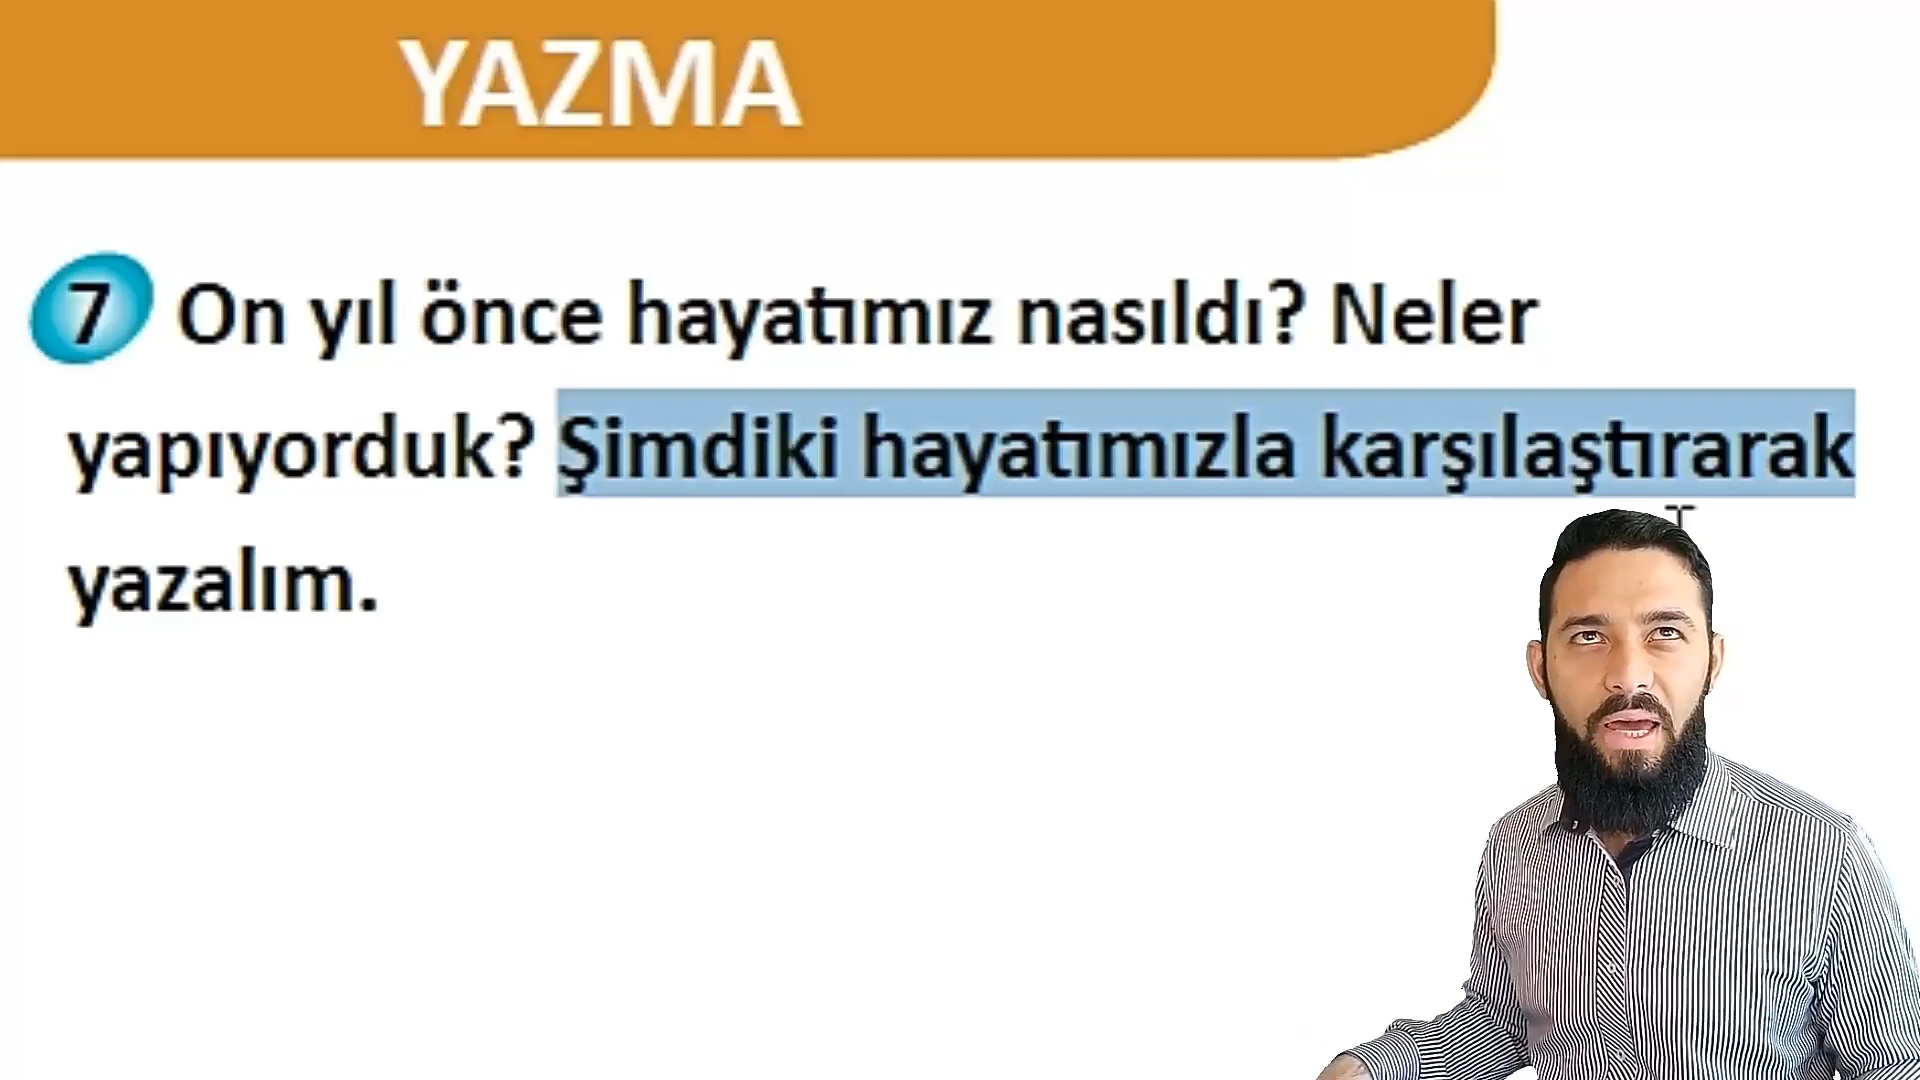 YAZMA
7 On yıl önce hayatımız nasıldı? Neler
yapıyorduk? Şimdiki hayatımızla karşılaştırarak
yazalım.